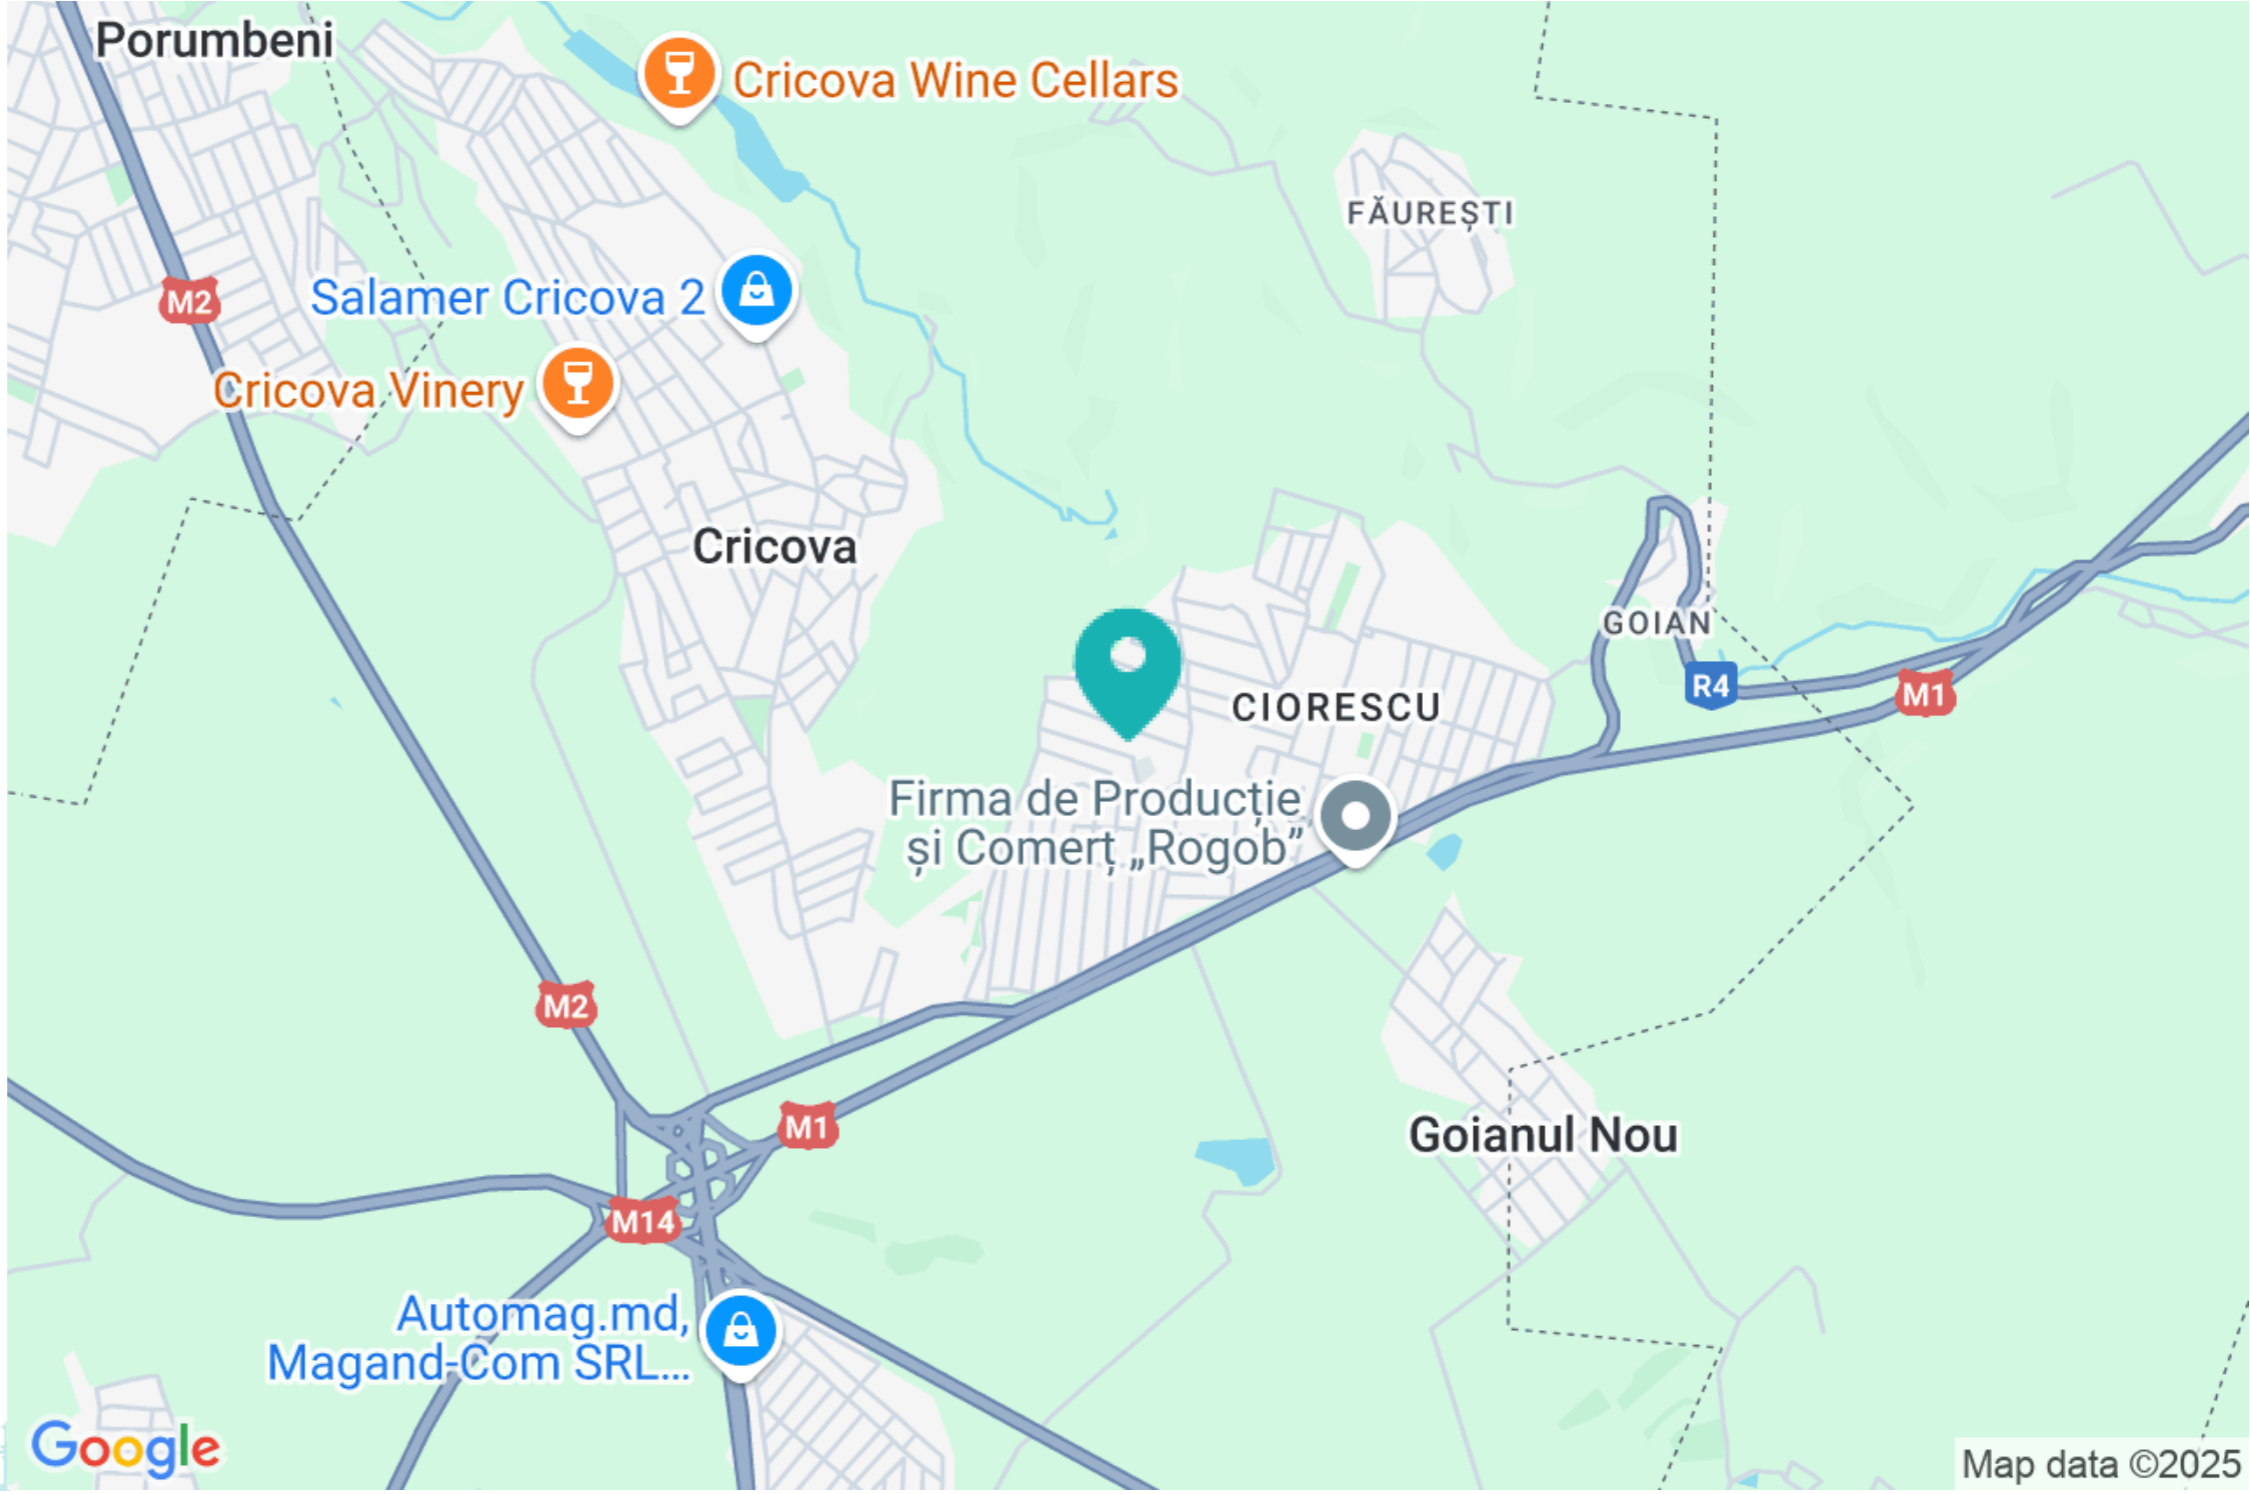 Porumbeni
Cricova Wine Cellars
FĂUREȘTI
M2
Salamer Cricova 2
Cricova Vinery
Cricova
GOIAN
R4
M1
CIORESCU
Firma de Producție
și Comerț „Rogob”
M2
M1
Goianul Nou
M14
Automag.md,
Magand-Com SRL...
Google
Map data ©2025